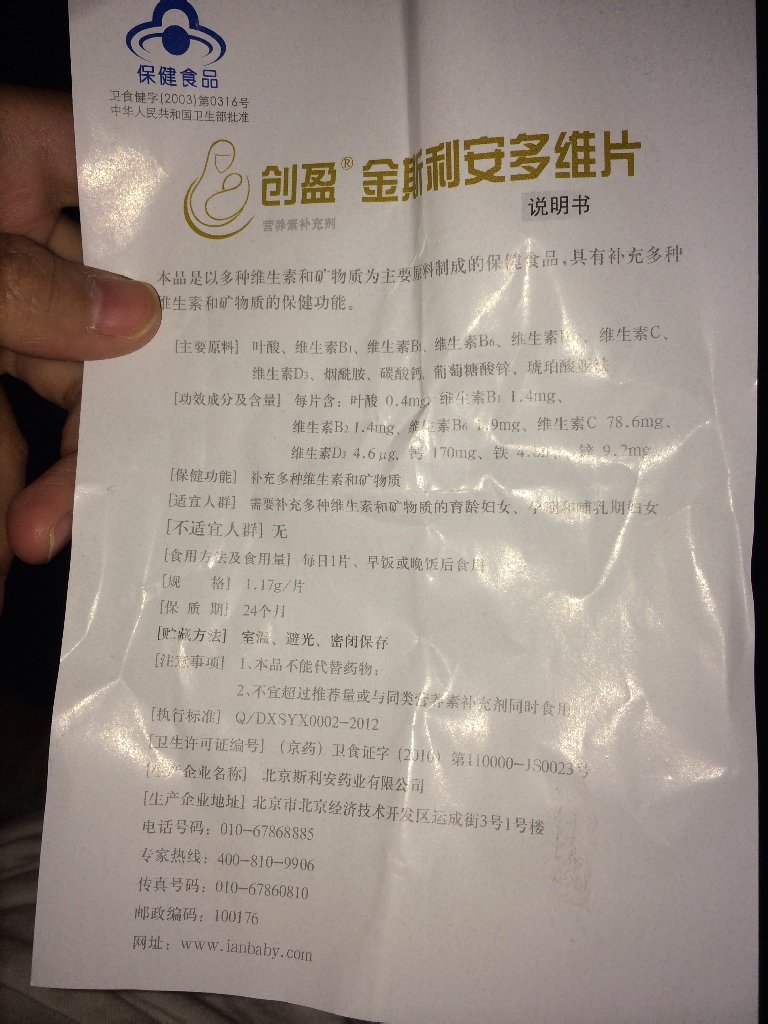 保健食品
卫食健字(2003)第0316号
中华人民共和国卫生部批准
创盈® 金斯利安多维片
营养素补充剂
说明书
本品是以多种维生素和矿物质为主要原料制成的保健食品,具有补充多种
维生素和矿物质的保健功能。
[主要原料] 叶酸、维生素B1、维生素B2、维生素B6、维生素 、维生素C、
维生素D3、烟酰胺、碳酸钙、葡萄糖酸锌、琥珀酸亚铁
[功效成分及含量] 每片含：叶酸 0.4mg、维生素B1 1.4mg、
维生素B2 1.4mg、维生素B6 1.9mg、维生素C 78.6mg、
维生素D3 4.6μg、钙 170mg、铁 、锌 9.2mg
[保健功能] 补充多种维生素和矿物质
[适宜人群] 需要补充多种维生素和矿物质的育龄妇女、孕期和哺乳期妇女
[不适宜人群] 无
[食用方法及食用量] 每日1片、早饭或晚饭后食用
[规 格] 1.17g/片
[保 质 期] 24个月
[贮藏方法] 室温、避光、密闭保存
[注意事项] 1、本品不能代替药物；
2、不宜超过推荐量或与同类营养素补充剂同时食用
[执行标准] Q/DXSYX0002-2012
[卫生许可证编号] （京药）卫食证字（2010）第110000-JS0023号
[生产企业名称] 北京斯利安药业有限公司
[生产企业地址] 北京市北京经济技术开发区运成街3号1号楼
电话号码：010-67868885
专家热线：400-810-9906
传真号码：010-67860810
邮政编码：100176
网址：www.ianbaby.com